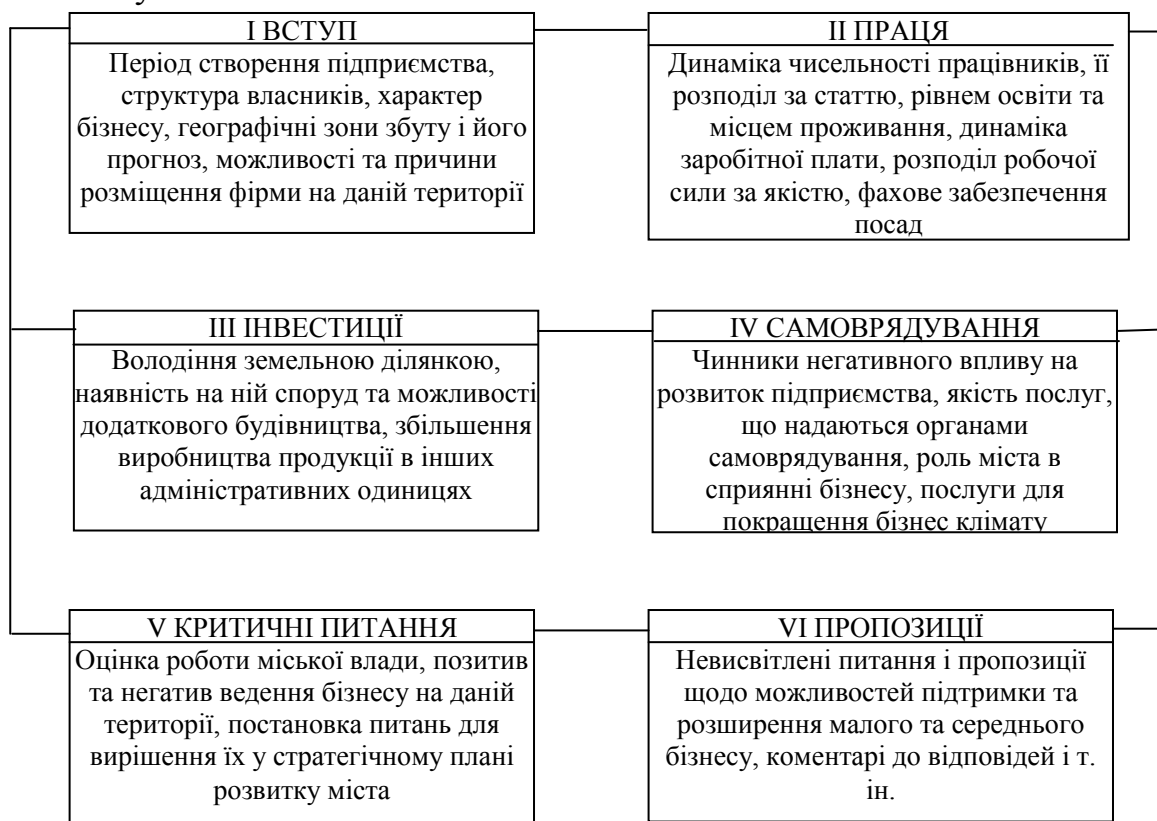 І ВСТУП
Період створення підприємства,
структура власників, характер
бізнесу, географічні зони збуту і його
прогноз, можливості та причини
розміщення фірми на даній території
ІІ ПРАЦЯ
Динаміка чисельності працівників, її
розподіл за статтю, рівнем освіти та
місцем проживання, динаміка
заробітної плати, розподіл робочої
сили за якістю, фахове забезпечення
посад
ІІІ ІНВЕСТИЦІЇ
Володіння земельною ділянкою,
наявність на ній споруд та можливості
додаткового будівництва, збільшення
виробництва продукції в інших
адміністративних одиницях
IV САМОВРЯДУВАННЯ
Чинники негативного впливу на
розвиток підприємства, якість послуг,
що надаються органами
самоврядування, роль міста в
сприянні бізнесу, послуги для
покращення бізнес клімату
V КРИТИЧНІ ПИТАННЯ
Оцінка роботи міської влади, позитив
та негатив ведення бізнесу на даній
території, постановка питань для
вирішення їх у стратегічному плані
розвитку міста
VI ПРОПОЗИЦІЇ
Невисвітлені питання і пропозиції
щодо можливостей підтримки та
розширення малого та середнього
бізнесу, коментарі до відповідей і т.
ін.